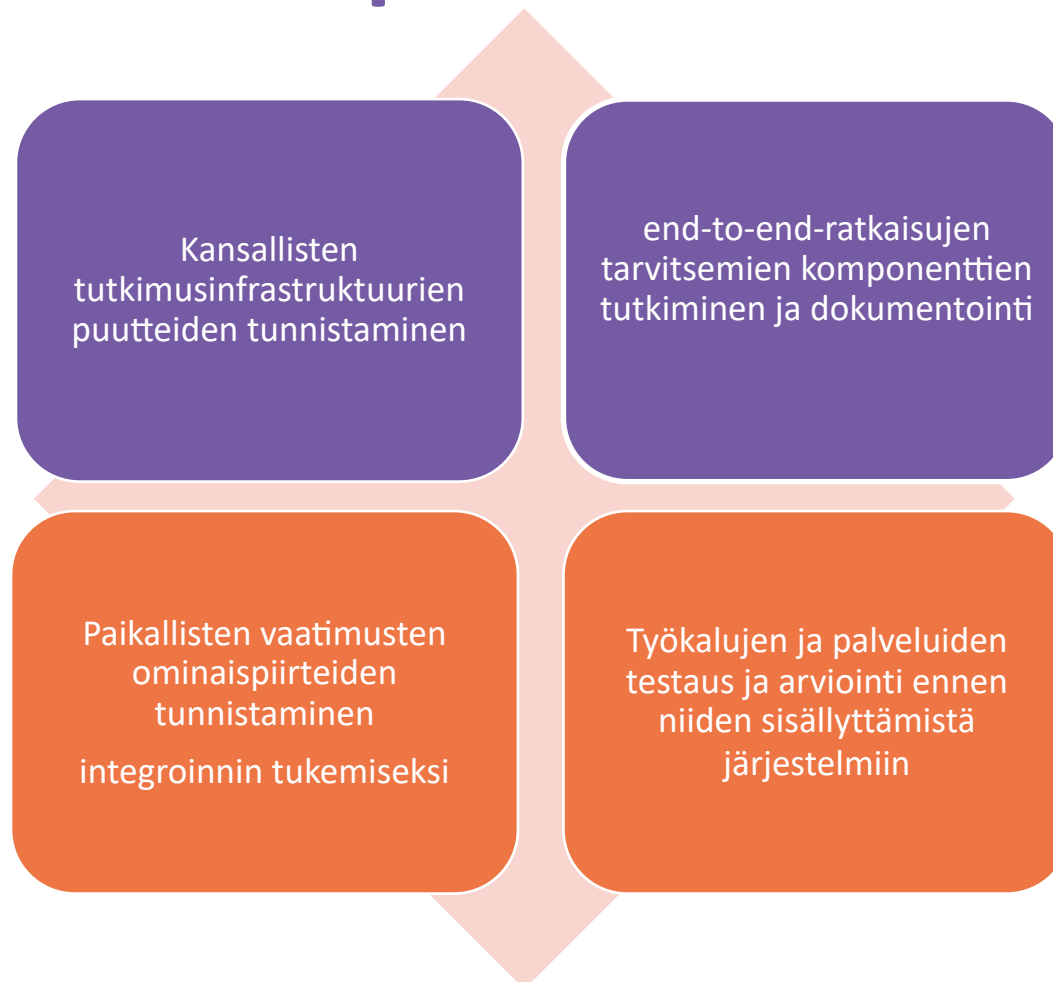 Kansallisten
tutkimusinfrastruktuurien
puutteiden tunnistaminen
end-to-end-ratkaisujen
tarvitsemien komponenttien
tutkiminen ja dokumentointi
Paikallisten vaatimusten
ominaispiirteiden
tunnistaminen
integroinnin tukemiseksi
Työkalujen ja palveluiden
testaus ja arviointi ennen
niiden sisällyttämistä
järjestelmiin